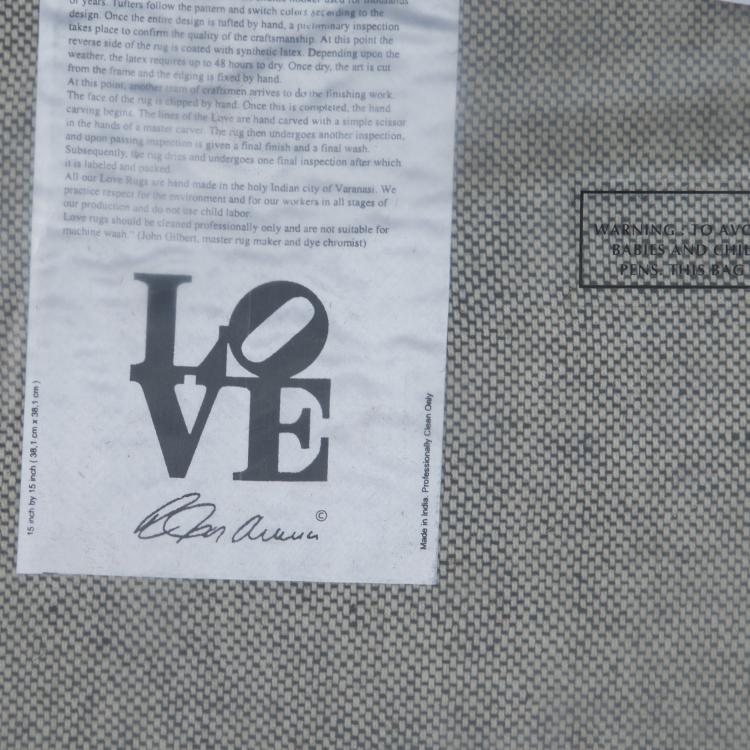 of years. Tufters follow the pattern and switch colors according to the
design. Once the entire design is tufted by hand, a preliminary inspection
takes place to confirm the quality of the craftsmanship. At this point the
reverse side of the rug is coated with synthetic latex. Depending upon the
weather, the latex requires up to 48 hours to dry. Once dry, the art is cut
from the frame and the edging is fixed by hand.
At this point, another team of craftsmen arrives to do the finishing work.
The face of the rug is clipped by hand. Once this is completed, the hand
carving begins. The lines of the Love are hand carved with a simple scissor
in the hands of a master carver. The rug then undergoes another inspection,
and upon passing inspection is given a final finish and a final wash.
Subsequently, the rug dries and undergoes one final inspection after which
it is labeled and packed.
All our Love Rugs are hand made in the holy Indian city of Varanasi. We
practice respect for the environment and for our workers in all stages of
our production and do not use child labor.
Love rugs should be cleaned professionally only and are not suitable for
machine wash." (John Gilbert, master rug maker and dye chromist)
LO
VE
©
15 inch by 15 inch ( 38,1 cm x 38,1 cm )
Made in India. Professionally Clean Only
WARNING : TO AVO
BABIES AND CHIL
PENS. THIS BAG